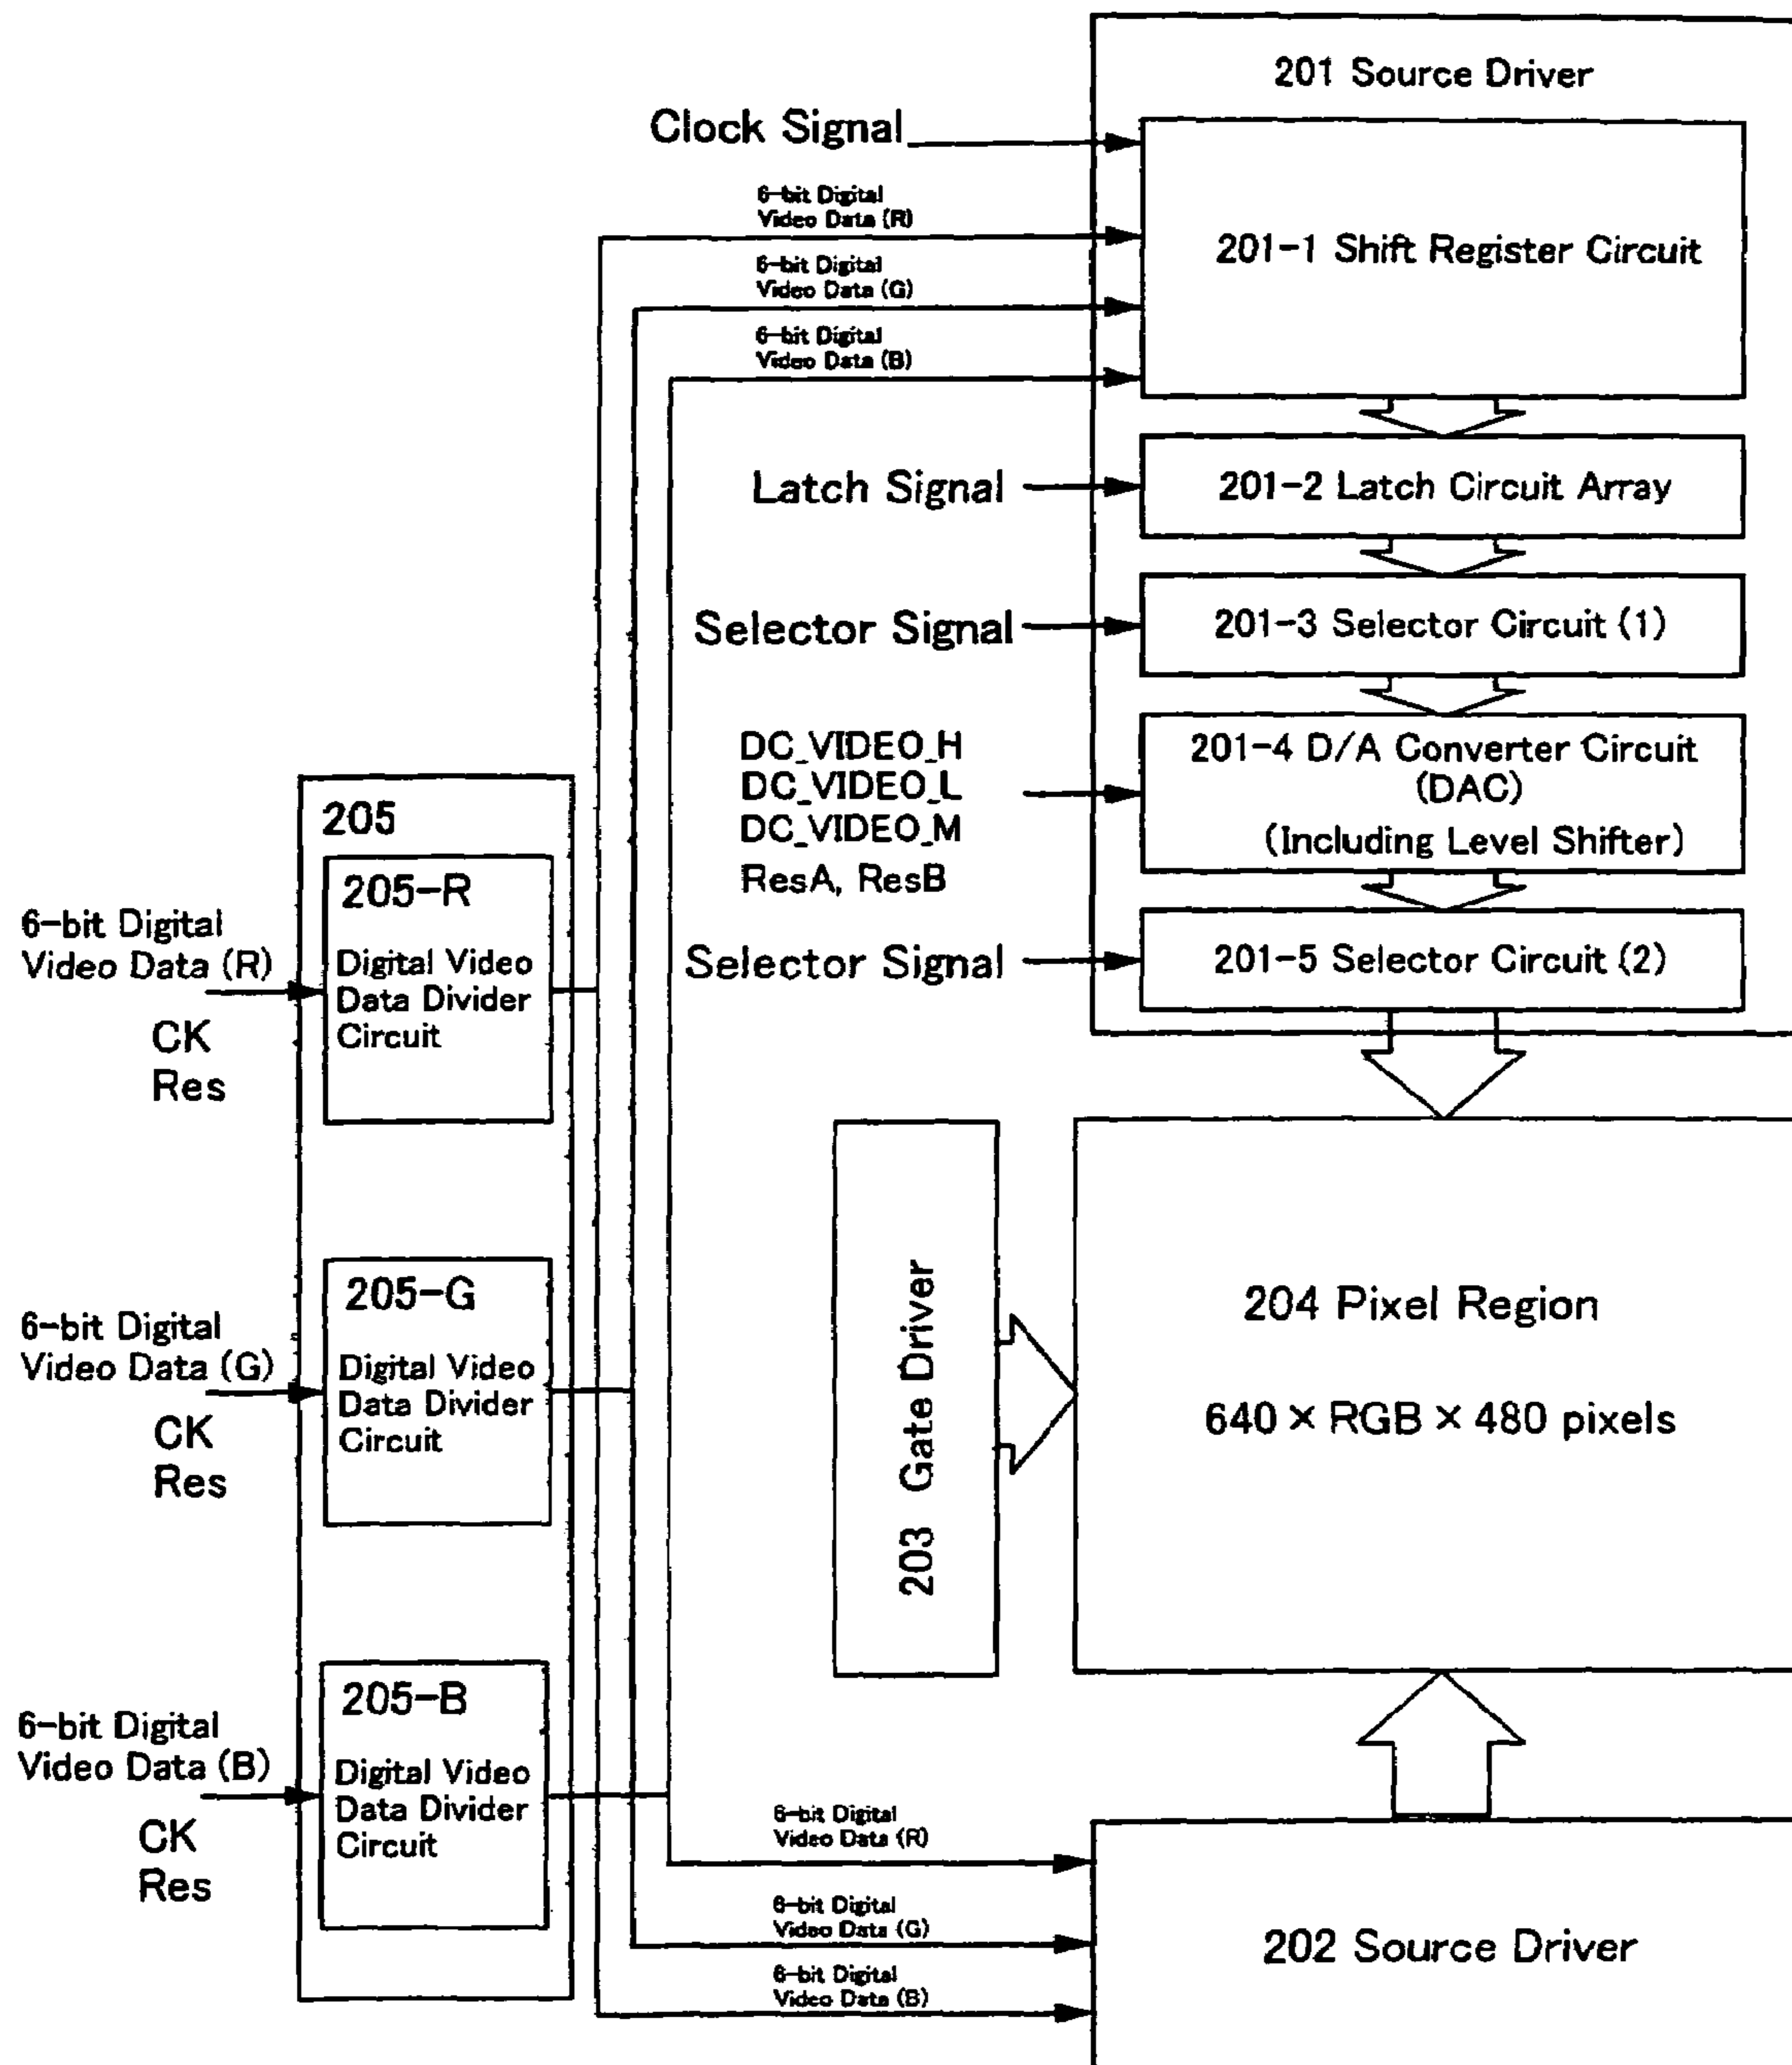 201 Source Driver
Clock Signal
6-bit Digital
Video Data (R)
201-1 Shift Register Circuit
6-bit Digital
Video Data (G)
6-bit Digital
Video Data (B)
Latch Signal
201-2 Latch Circuit Array
Selector Signal
201-3 Selector Circuit (1)
DC_VIDEO_H
DC_VIDEO_L
DC_VIDEO_M
ResA, ResB
201-4 D/A Converter Circuit
(DAC)
(Including Level Shifter)
Selector Signal
201-5 Selector Circuit (2)
205
205-R
Digital Video
Data Divider
Circuit
6-bit Digital
Video Data (R)
CK
Res
205-G
Digital Video
Data Divider
Circuit
6-bit Digital
Video Data (G)
CK
Res
205-B
Digital Video
Data Divider
Circuit
6-bit Digital
Video Data (B)
CK
Res
203 Gate Driver
204 Pixel Region
640 × RGB × 480 pixels
6-bit Digital
Video Data (R)
6-bit Digital
Video Data (G)
6-bit Digital
Video Data (B)
202 Source Driver